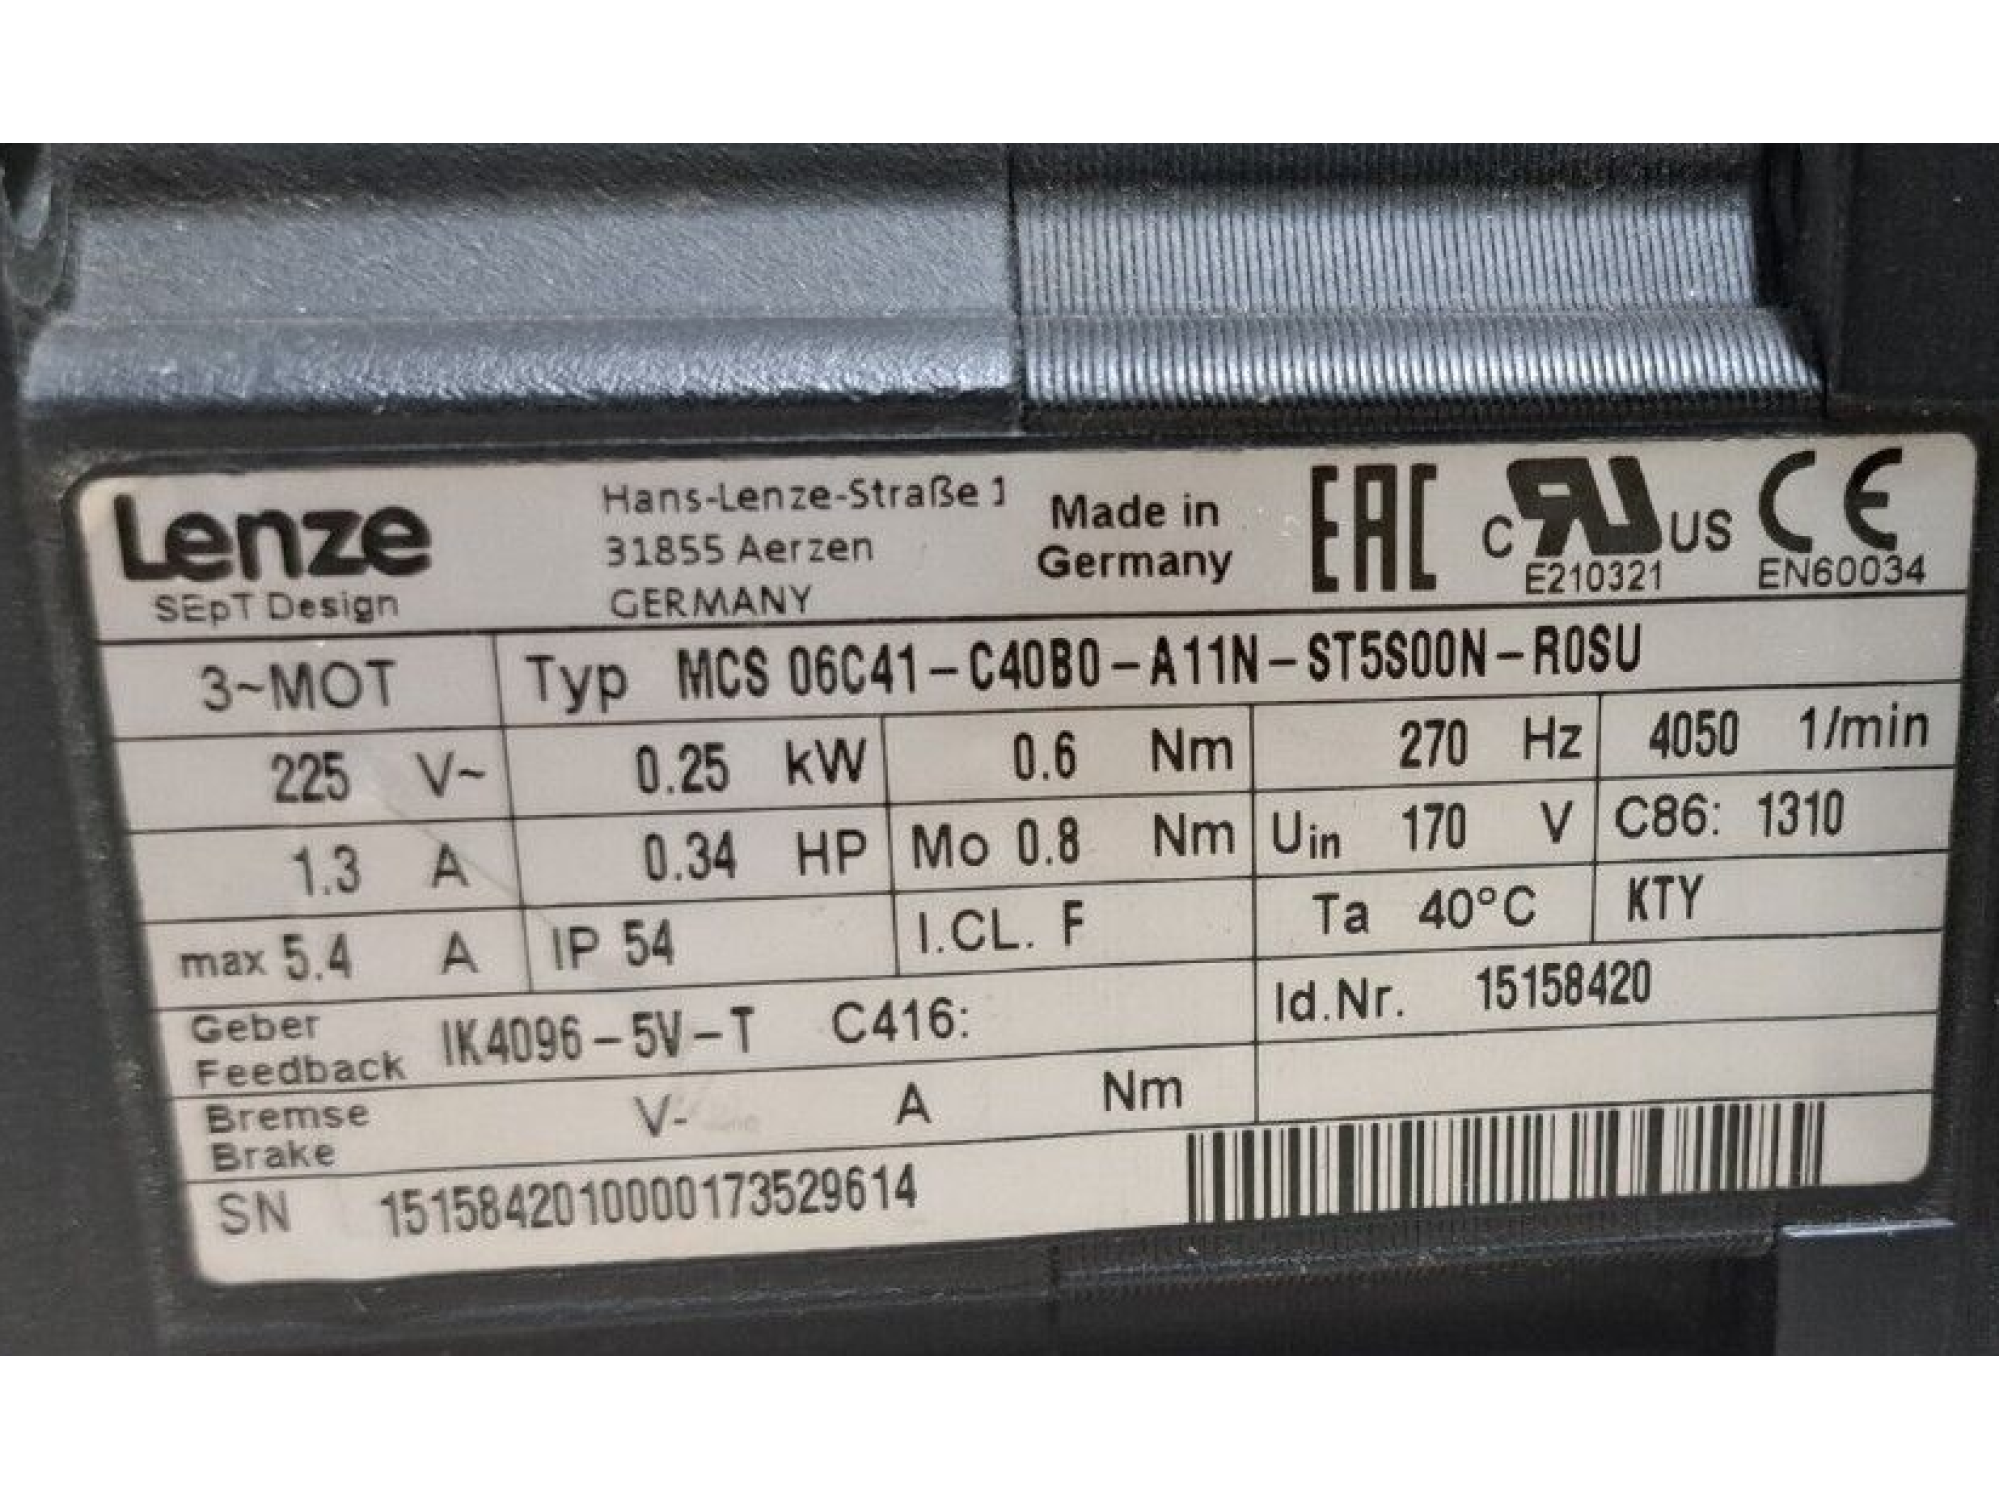 Lenze
SEpT Design
Hans-Lenze-Straße 1
31855 Aerzen
GERMANY
Made in
Germany
EAC
C RU US
E210321
CE
EN60034
3~MOT Typ MCS 06C41-C40B0-A11N-ST5S00N-R0SU
225 V~ 0.25 kW 0.6 Nm 270 Hz 4050 1/min
1.3 A 0.34 HP Mo 0.8 Nm Uin 170 V C86: 1310
max 5.4 A IP 54 I.CL. F Ta 40°C KTY
Geber
Feedback IK4096-5V-T C416: Id.Nr. 15158420
Bremse
Brake V- A Nm
SN 1515842010000173529614